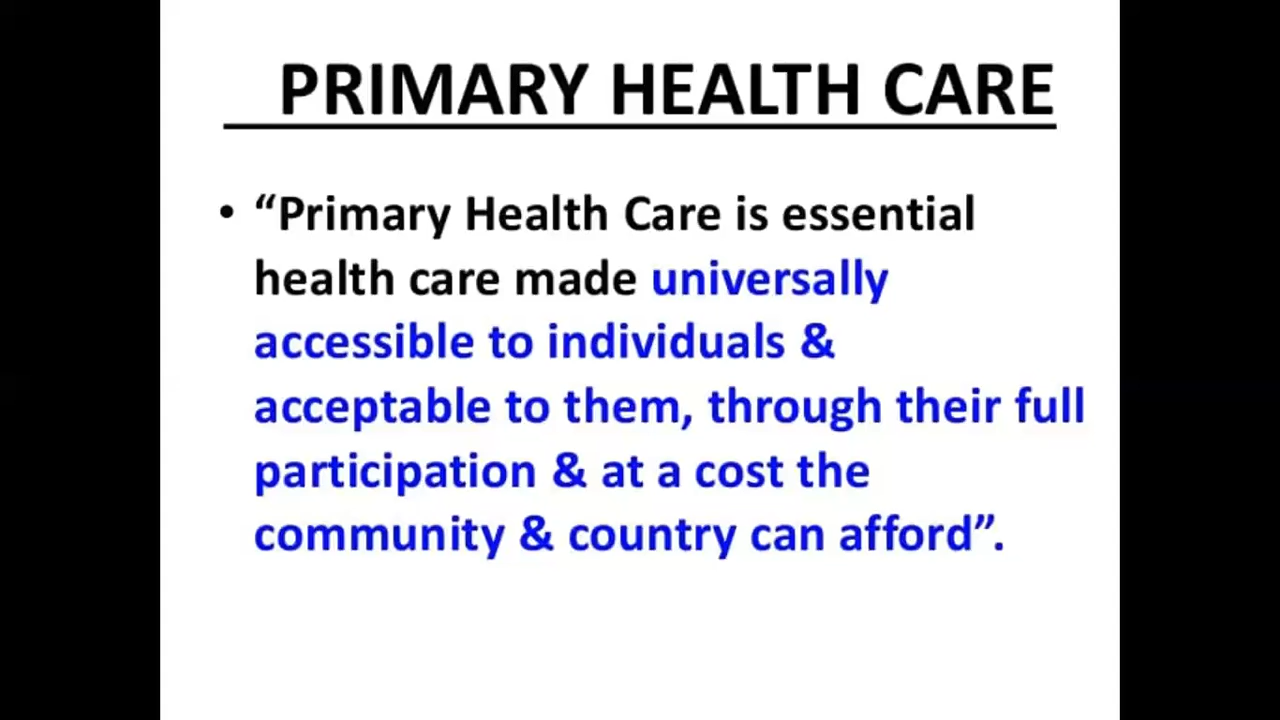 PRIMARY HEALTH CARE
• “Primary Health Care is essential
health care made universally
accessible to individuals &
acceptable to them, through their full
participation & at a cost the
community & country can afford”.